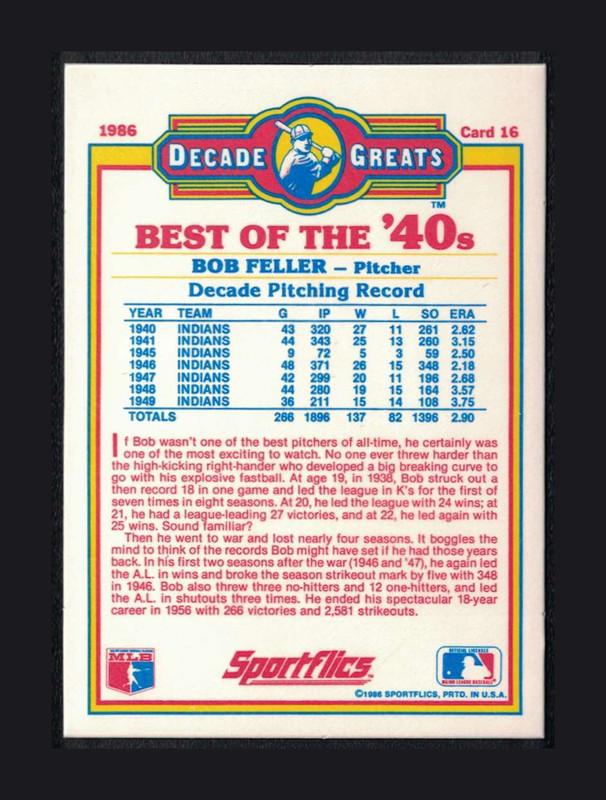 1986
Card 16
DECADE GREATS
TM
BEST OF THE '40s
BOB FELLER – Pitcher
Decade Pitching Record
YEAR TEAM G IP W L SO ERA
1940 INDIANS 43 320 27 11 261 2.62
1941 INDIANS 44 343 25 13 260 3.15
1945 INDIANS 9 72 5 3 59 2.50
1946 INDIANS 48 371 26 15 348 2.18
1947 INDIANS 42 299 20 11 196 2.68
1948 INDIANS 44 280 19 15 164 3.57
1949 INDIANS 36 211 15 14 108 3.75
TOTALS 266 1896 137 82 1396 2.90
If Bob wasn't one of the best pitchers of all-time, he certainly was
one of the most exciting to watch. No one ever threw harder than
the high-kicking right-hander who developed a big breaking curve to
go with his explosive fastball. At age 19, in 1938, Bob struck out a
then record 18 in one game and led the league in K's for the first of
seven times in eight seasons. At 20, he led the league with 24 wins; at
21, he had a league-leading 27 victories, and at 22, he led again with
25 wins. Sound familiar?
Then he went to war and lost nearly four seasons. It boggles the
mind to think of the records Bob might have set if he had those years
back. In his first two seasons after the war (1946 and '47), he again led
the A.L. in wins and broke the season strikeout mark by five with 348
in 1946. Bob also threw three no-hitters and 12 one-hitters, and led
the A.L. in shutouts three times. He ended his spectacular 18-year
career in 1956 with 266 victories and 2,581 strikeouts.
MLB
Sportflics
OFFICIAL LICENSEE
MAJOR LEAGUE BASEBALL
©1986 SPORTFLICS, PRTD. IN U.S.A.